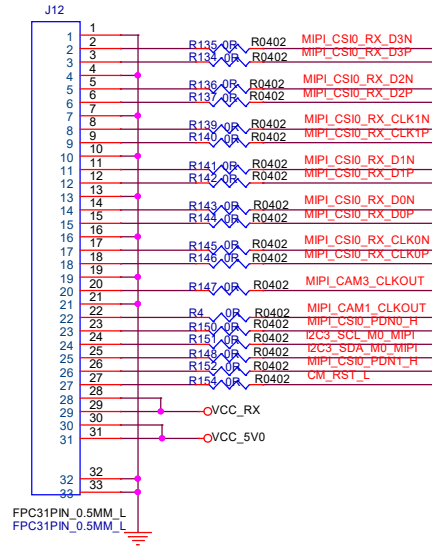 J12
1 1
2 2 R135 0R R0402 MIPI_CSI0_RX_D3N
3 3 R134 0R R0402 MIPI_CSI0_RX_D3P
4 4
5 5 R136 0R R0402 MIPI_CSI0_RX_D2N
6 6 R137 0R R0402 MIPI_CSI0_RX_D2P
7 7
8 8 R139 0R R0402 MIPI_CSI0_RX_CLK1N
9 9 R140 0R R0402 MIPI_CSI0_RX_CLK1P
10 10
11 11 R141 0R R0402 MIPI_CSI0_RX_D1N
12 12 R142 0R R0402 MIPI_CSI0_RX_D1P
13 13
14 14 R143 0R R0402 MIPI_CSI0_RX_D0N
15 15 R144 0R R0402 MIPI_CSI0_RX_D0P
16 16
17 17 R145 0R R0402 MIPI_CSI0_RX_CLK0N
18 18 R146 0R R0402 MIPI_CSI0_RX_CLK0P
19 19
20 20 R147 0R R0402 MIPI_CAM3_CLKOUT
21 21
22 22 R4 0R R0402 MIPI_CAM1_CLKOUT
23 23 R150 0R R0402 MIPI_CSI0_PDN0_H
24 24 R151 0R R0402 I2C3_SCL_M0_MIPI
25 25 R148 0R R0402 I2C3_SDA_M0_MIPI
26 26 R152 0R R0402 MIPI_CSI0_PDN1_H
27 27 R154 0R R0402 CM_RST_L
28 28
29 29 VCC_RX
30 30
31 31 VCC_5V0
32 32
33 33
FPC31PIN_0.5MM_L
FPC31PIN_0.5MM_L